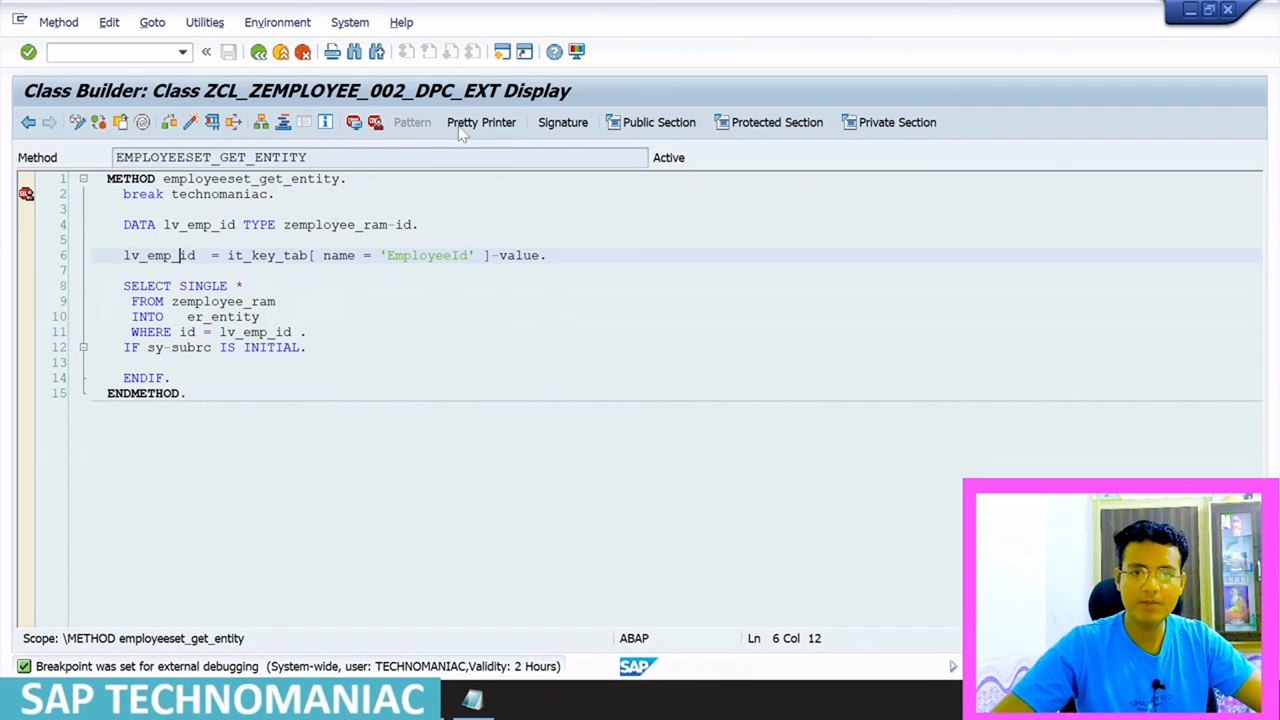 Method Edit Goto Utilities Environment System Help
Class Builder: Class ZCL_ZEMPLOYEE_002_DPC_EXT Display
Pattern Pretty Printer Signature Public Section Protected Section Private Section
Method EMPLOYEESET_GET_ENTITY Active
1 METHOD employeeset_get_entity.
2 break technomaniac.
3
4 DATA lv_emp_id TYPE zemployee_ram-id.
5
6 lv_emp_id = it_key_tab[ name = 'EmployeeId' ]-value.
7
8 SELECT SINGLE *
9 FROM zemployee_ram
10 INTO er_entity
11 WHERE id = lv_emp_id .
12 IF sy-subrc IS INITIAL.
13
14 ENDIF.
15 ENDMETHOD.
Scope: \METHOD employeeset_get_entity ABAP Ln 6 Col 12
Breakpoint was set for external debugging (System-wide, user: TECHNOMANIAC,Validity: 2 Hours) SAP
SAP TECHNOMANIAC